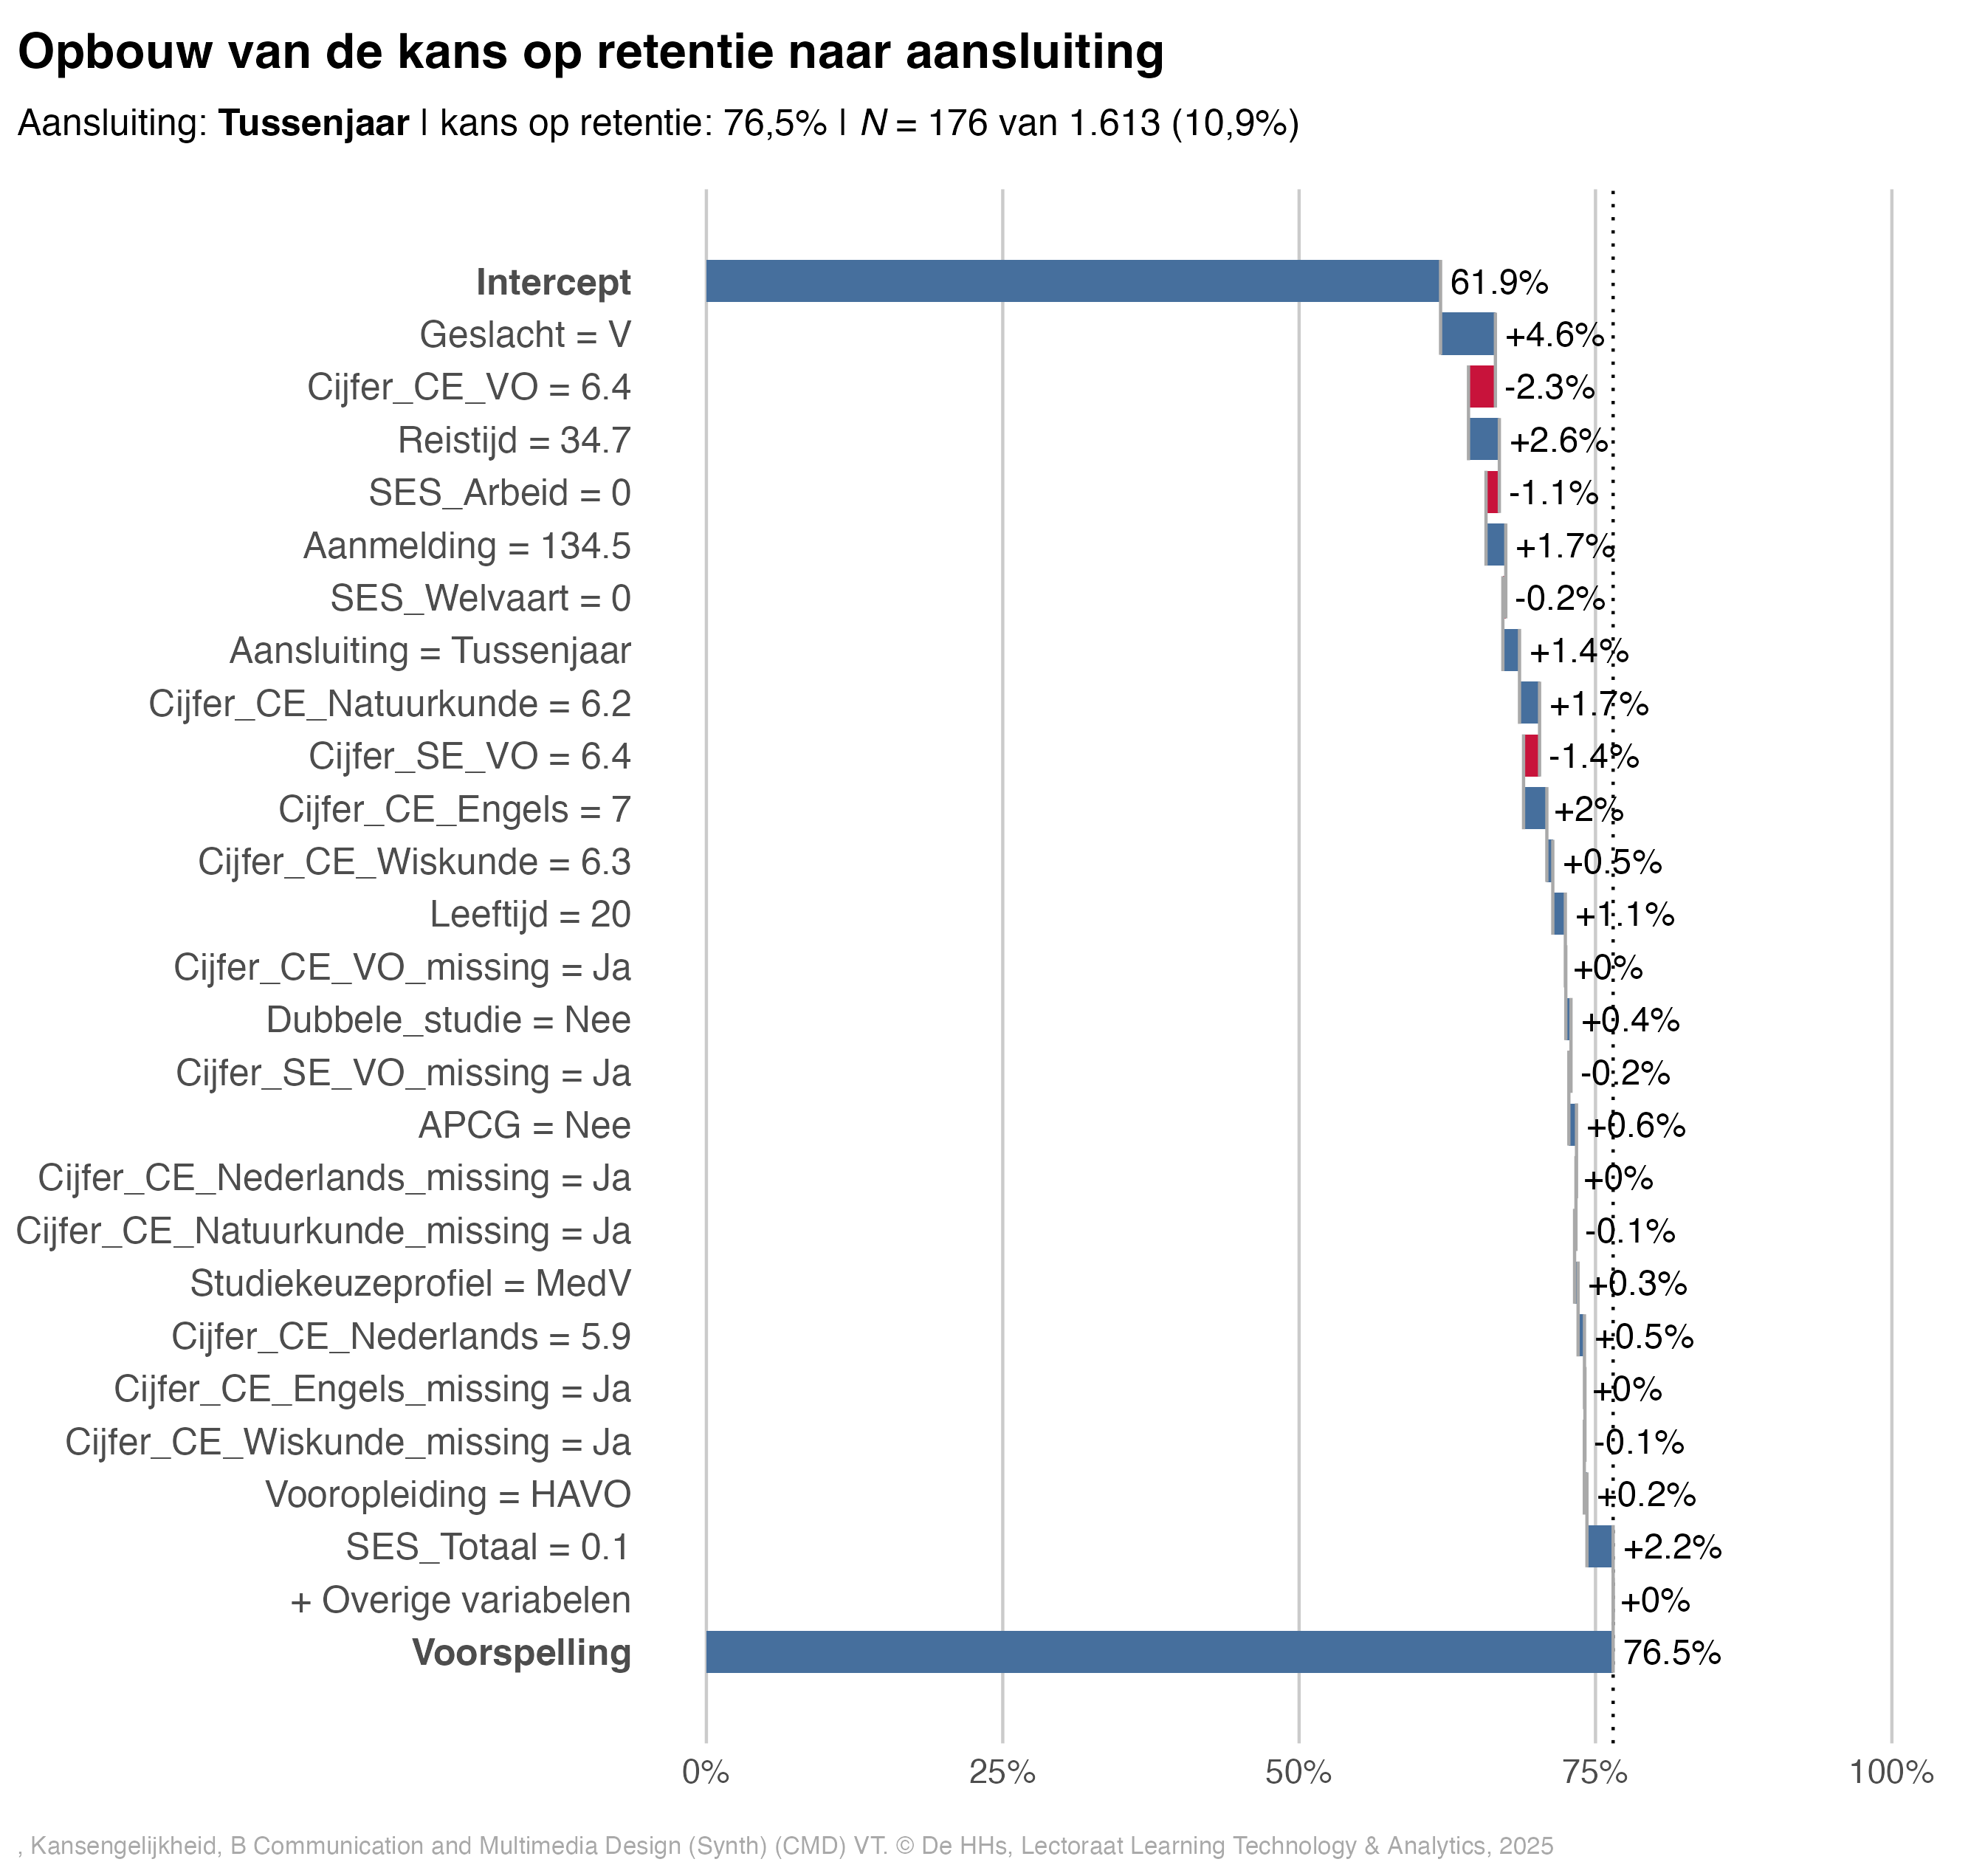 Opbouw van de kans op retentie naar aansluiting
Aansluiting: Tussenjaar | kans op retentie: 76,5% | N = 176 van 1.613 (10,9%)
Intercept 61.9%
Geslacht = V +4.6%
Cijfer_CE_VO = 6.4 -2.3%
Reistijd = 34.7 +2.6%
SES_Arbeid = 0 -1.1%
Aanmelding = 134.5 +1.7%
SES_Welvaart = 0 -0.2%
Aansluiting = Tussenjaar +1.4%
Cijfer_CE_Natuurkunde = 6.2 +1.7%
Cijfer_SE_VO = 6.4 -1.4%
Cijfer_CE_Engels = 7 +2%
Cijfer_CE_Wiskunde = 6.3 +0.5%
Leeftijd = 20 +1.1%
Cijfer_CE_VO_missing = Ja +0%
Dubbele_studie = Nee +0.4%
Cijfer_SE_VO_missing = Ja -0.2%
APCG = Nee +0.6%
Cijfer_CE_Nederlands_missing = Ja +0%
Cijfer_CE_Natuurkunde_missing = Ja -0.1%
Studiekeuzeprofiel = MedV +0.3%
Cijfer_CE_Nederlands = 5.9 +0.5%
Cijfer_CE_Engels_missing = Ja +0%
Cijfer_CE_Wiskunde_missing = Ja -0.1%
Vooropleiding = HAVO +0.2%
SES_Totaal = 0.1 +2.2%
+ Overige variabelen +0%
Voorspelling 76.5%
0% 25% 50% 75% 100%
, Kansengelijkheid, B Communication and Multimedia Design (Synth) (CMD) VT. © De HHs, Lectoraat Learning Technology & Analytics, 2025